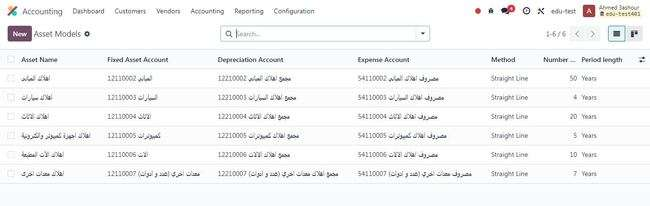 Accounting Dashboard Customers Vendors Accounting Reporting Configuration edu-test Ahmed Sashour
edu-test401
New Asset Models Search... 1-6 / 6
Asset Name Fixed Asset Account Depreciation Account Expense Account Method Number ... Period length
اهلاك المباني 12110002 المباني 12210002 مجمع اهلاك المباني 54110002 مصروف اهلاك المباني Straight Line 50 Years
اهلاك سيارات 12110003 السيارات 12210003 مجمع اهلاك السيارات 54110003 مصروف اهلاك السيارات Straight Line 4 Years
اهلاك الاثاث 12110004 الاثاث 12210004 مجمع اهلاك الاثاث 54110004 مصروف اهلاك الاثاث Straight Line 20 Years
اهلاك اجهزة كمبيوتر والكترونية 12110005 كمبيوترات 12210005 مجمع اهلاك كمبيوترات 54110005 مصروف اهلاك كمبيوترات Straight Line 5 Years
اهلاك الآت المطبعة 12110006 الات 12210006 مجمع اهلاك الالات 54110006 مصروف اهلاك الالات Straight Line 10 Years
اهلاك معدات اخرى 12110007 معدات اخري (عدد و ادوات) 12210007 مجمع اهلاك معدات اخري (عدد و ادوات) 54110007 مصروف اهلاك معدات اخري (عدد و ادوات) Straight Line 7 Years